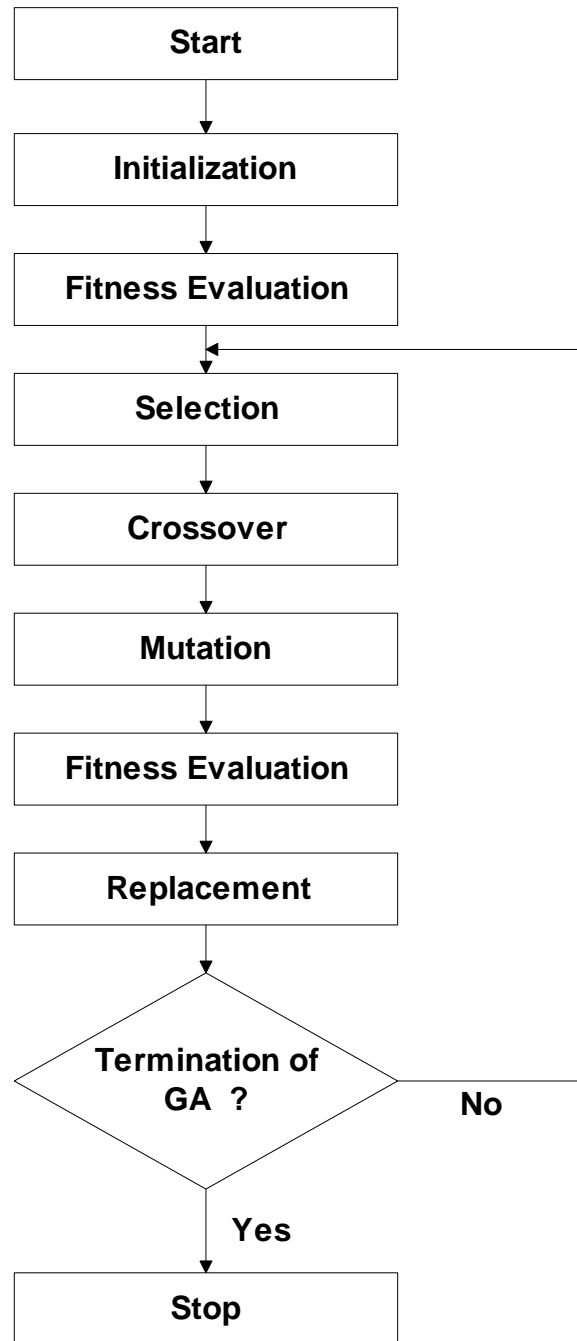 Start
Initialization
Fitness Evaluation
Selection
Crossover
Mutation
Fitness Evaluation
Replacement
Termination of
GA ?
No
Yes
Stop